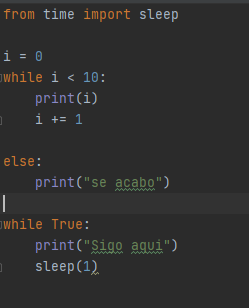 from time import sleep
i = 0
while i < 10:
    print(i)
    i += 1
else:
    print("se acabo")
while True:
    print("Sigo aqui")
    sleep(1)